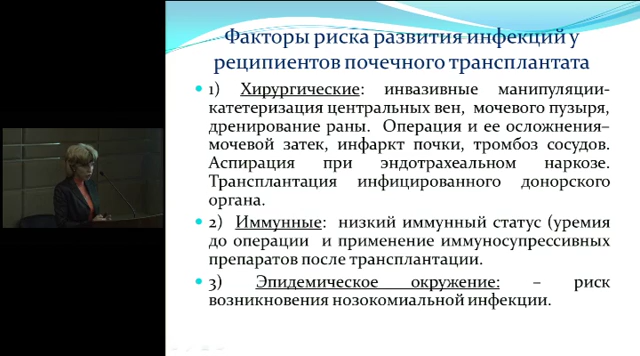 Факторы риска развития инфекций у
реципиентов почечного трансплантата
1) Хирургические: инвазивные манипуляции-
катетеризация центральных вен, мочевого пузыря,
дренирование раны. Операция и ее осложнения–
мочевой затек, инфаркт почки, тромбоз сосудов.
Аспирация при эндотрахеальном наркозе.
Трансплантация инфицированного донорского
органа.
2) Иммунные: низкий иммунный статус (уремия
до операции и применение иммуносупрессивных
препаратов после трансплантации.
3) Эпидемическое окружение: – риск
возникновения нозокомиальной инфекции.